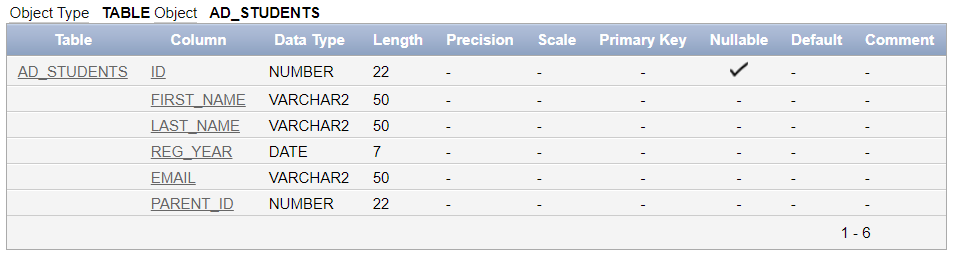 Object Type TABLE Object AD_STUDENTS
Table Column Data Type Length Precision Scale Primary Key Nullable Default Comment
AD_STUDENTS ID NUMBER 22 - - - ✓ - -
FIRST_NAME VARCHAR2 50 - - - - - -
LAST_NAME VARCHAR2 50 - - - - - -
REG_YEAR DATE 7 - - - - - -
EMAIL VARCHAR2 50 - - - - - -
PARENT_ID NUMBER 22 - - - - - -
1 - 6